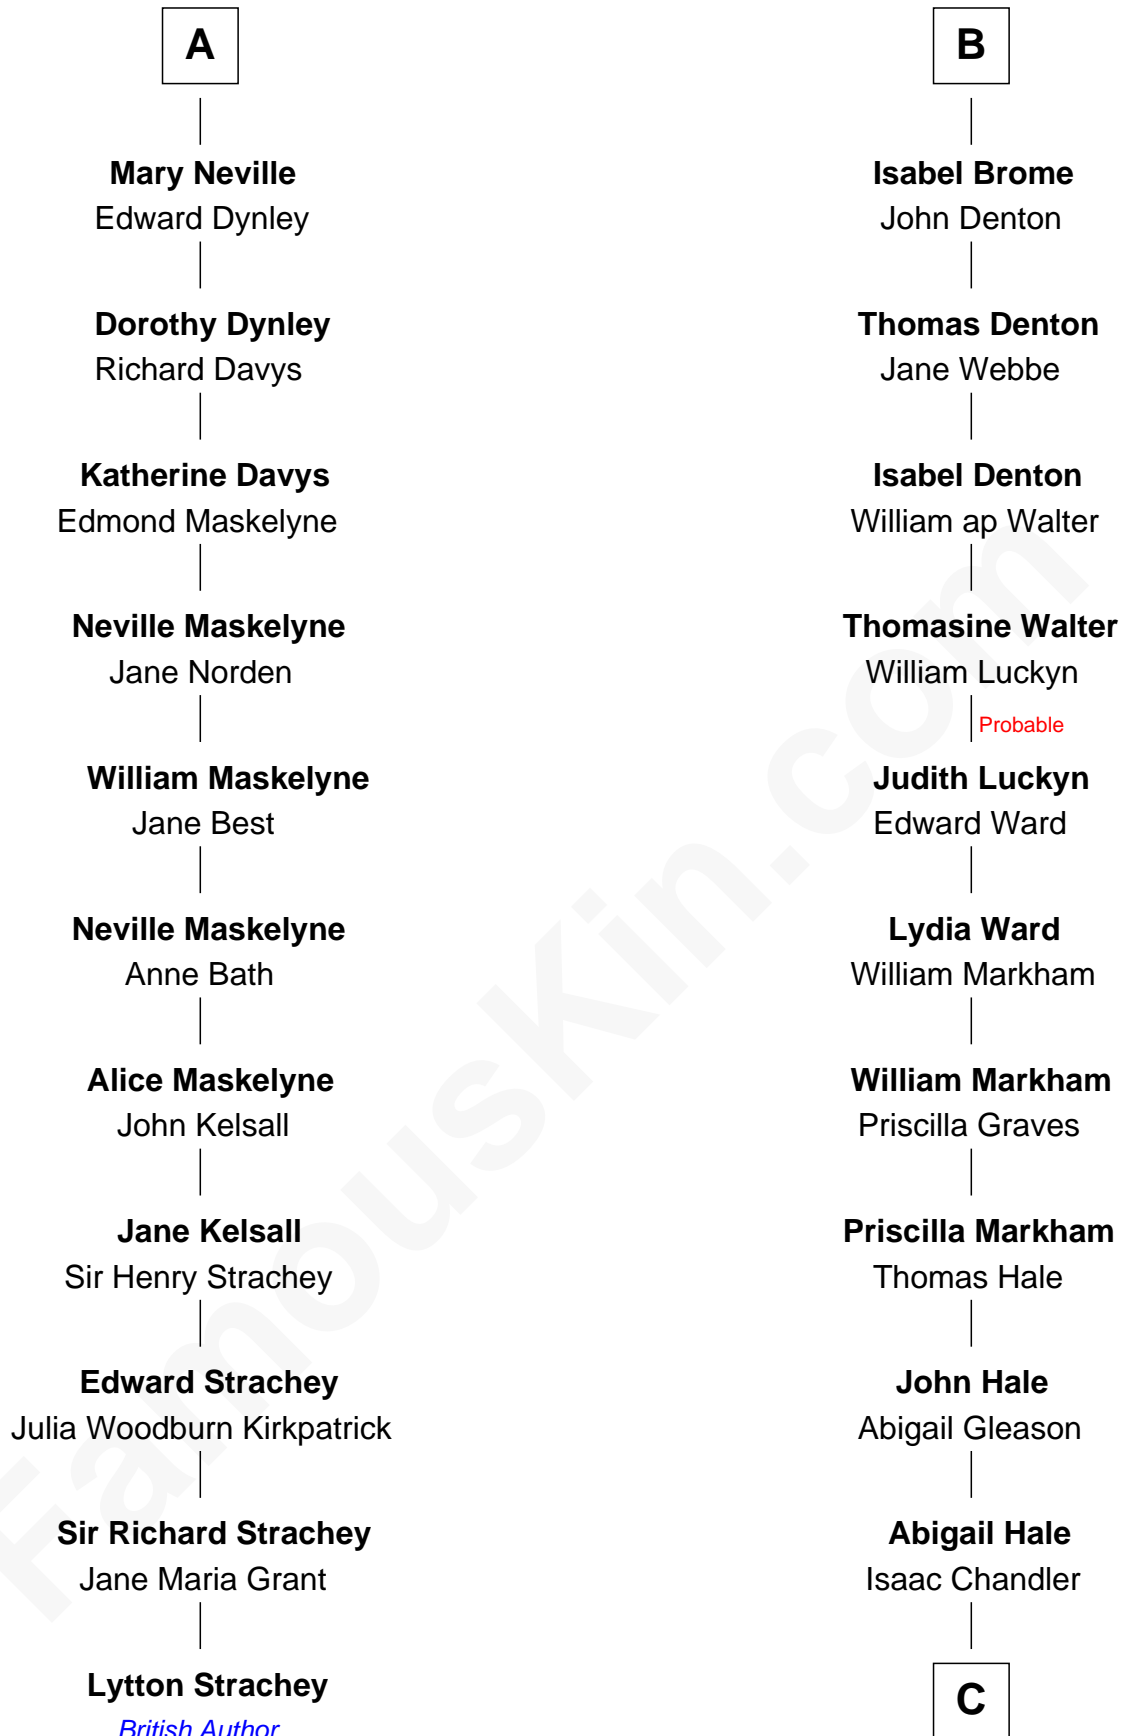 A
Mary Neville
Edward Dynley
Dorothy Dynley
Richard Davys
Katherine Davys
Edmond Maskelyne
Neville Maskelyne
Jane Norden
William Maskelyne
Jane Best
Neville Maskelyne
Anne Bath
Alice Maskelyne
John Kelsall
Jane Kelsall
Sir Henry Strachey
Edward Strachey
Julia Woodburn Kirkpatrick
Sir Richard Strachey
Jane Maria Grant
Lytton Strachey
British Author
B
Isabel Brome
John Denton
Thomas Denton
Jane Webbe
Isabel Denton
William ap Walter
Thomasine Walter
William Luckyn
Probable
Judith Luckyn
Edward Ward
Lydia Ward
William Markham
William Markham
Priscilla Graves
Priscilla Markham
Thomas Hale
John Hale
Abigail Gleason
Abigail Hale
Isaac Chandler
C
FamousKin.com